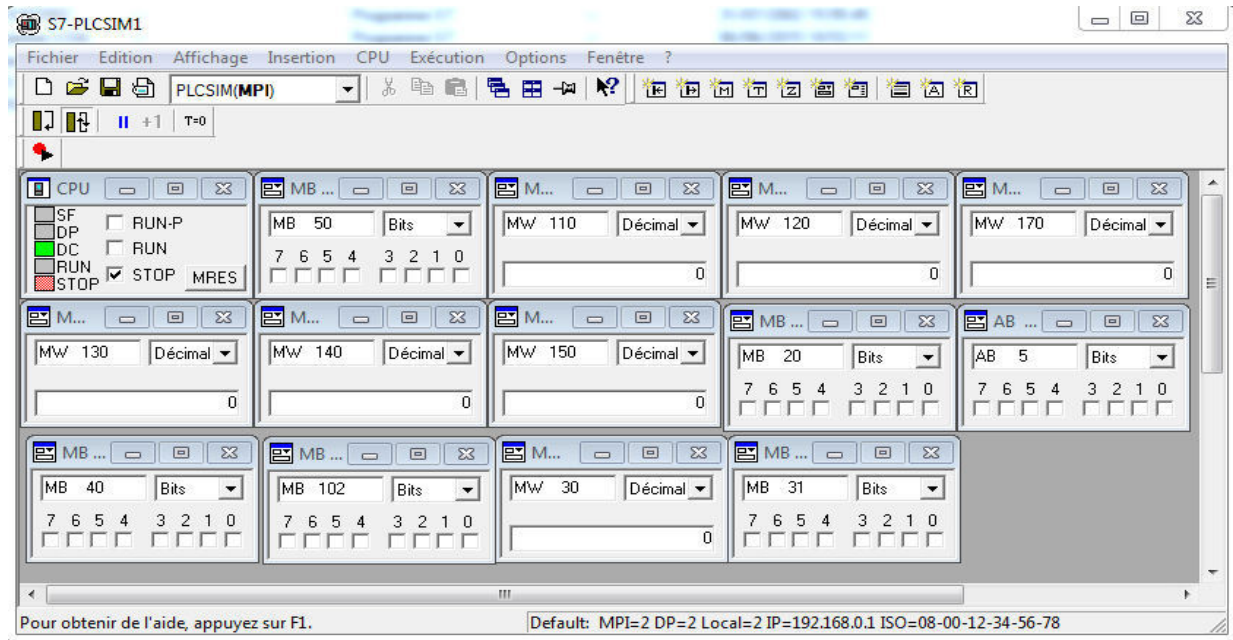 S7-PLCSIM1
Fichier Edition Affichage Insertion CPU Exécution Options Fenêtre ?
PLCSIM(MPI)
+1 T=0
CPU
SF
DP
DC
RUN
STOP
RUN-P
RUN
STOP
MRES
MB ...
MB 50 Bits
7 6 5 4 3 2 1 0
M...
MW 110 Décimal
0
M...
MW 120 Décimal
0
M...
MW 170 Décimal
0
M...
MW 130 Décimal
0
M...
MW 140 Décimal
0
M...
MW 150 Décimal
0
MB ...
MB 20 Bits
7 6 5 4 3 2 1 0
AB ...
AB 5 Bits
7 6 5 4 3 2 1 0
MB ...
MB 40 Bits
7 6 5 4 3 2 1 0
MB ...
MB 102 Bits
7 6 5 4 3 2 1 0
M...
MW 30 Décimal
0
MB ...
MB 31 Bits
7 6 5 4 3 2 1 0
Pour obtenir de l'aide, appuyez sur F1.
Default: MPI=2 DP=2 Local=2 IP=192.168.0.1 ISO=08-00-12-34-56-78